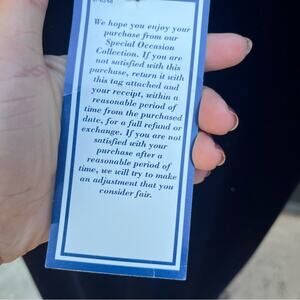 We hope you enjoy your
purchase from our
Special Occasion
Collection. If you are
not satisfied with this
purchase, return it with
this tag attached and
your receipt, within a
reasonable period of
time from the purchased
date, for a full refund or
exchange. If you are not
satisfied with your
purchase after a
reasonable period of
time, we will try to make
an adjustment that you
consider fair.